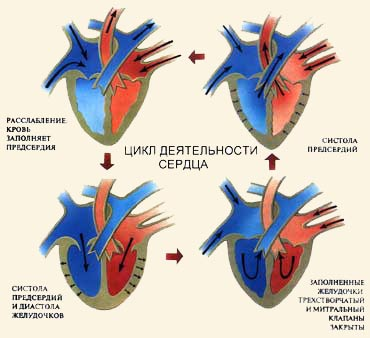 РАССЛАБЛЕНИЕ,
КРОВЬ
ЗАПОЛНЯЕТ
ПРЕДСЕРДИЯ
ЦИКЛ ДЕЯТЕЛЬНОСТИ
СЕРДЦА
СИСТОЛА
ПРЕДСЕРДИЙ
СИСТОЛА
ПРЕДСЕРДИЙ
И ДИАСТОЛА
ЖЕЛУДОЧКОВ
ЗАПОЛНЕННЫЕ
ЖЕЛУДОЧКИ
ТРЕХСТВОРЧАТЫЙ
И МИТРАЛЬНЫЙ
КЛАПАНЫ
ЗАКРЫТЫ